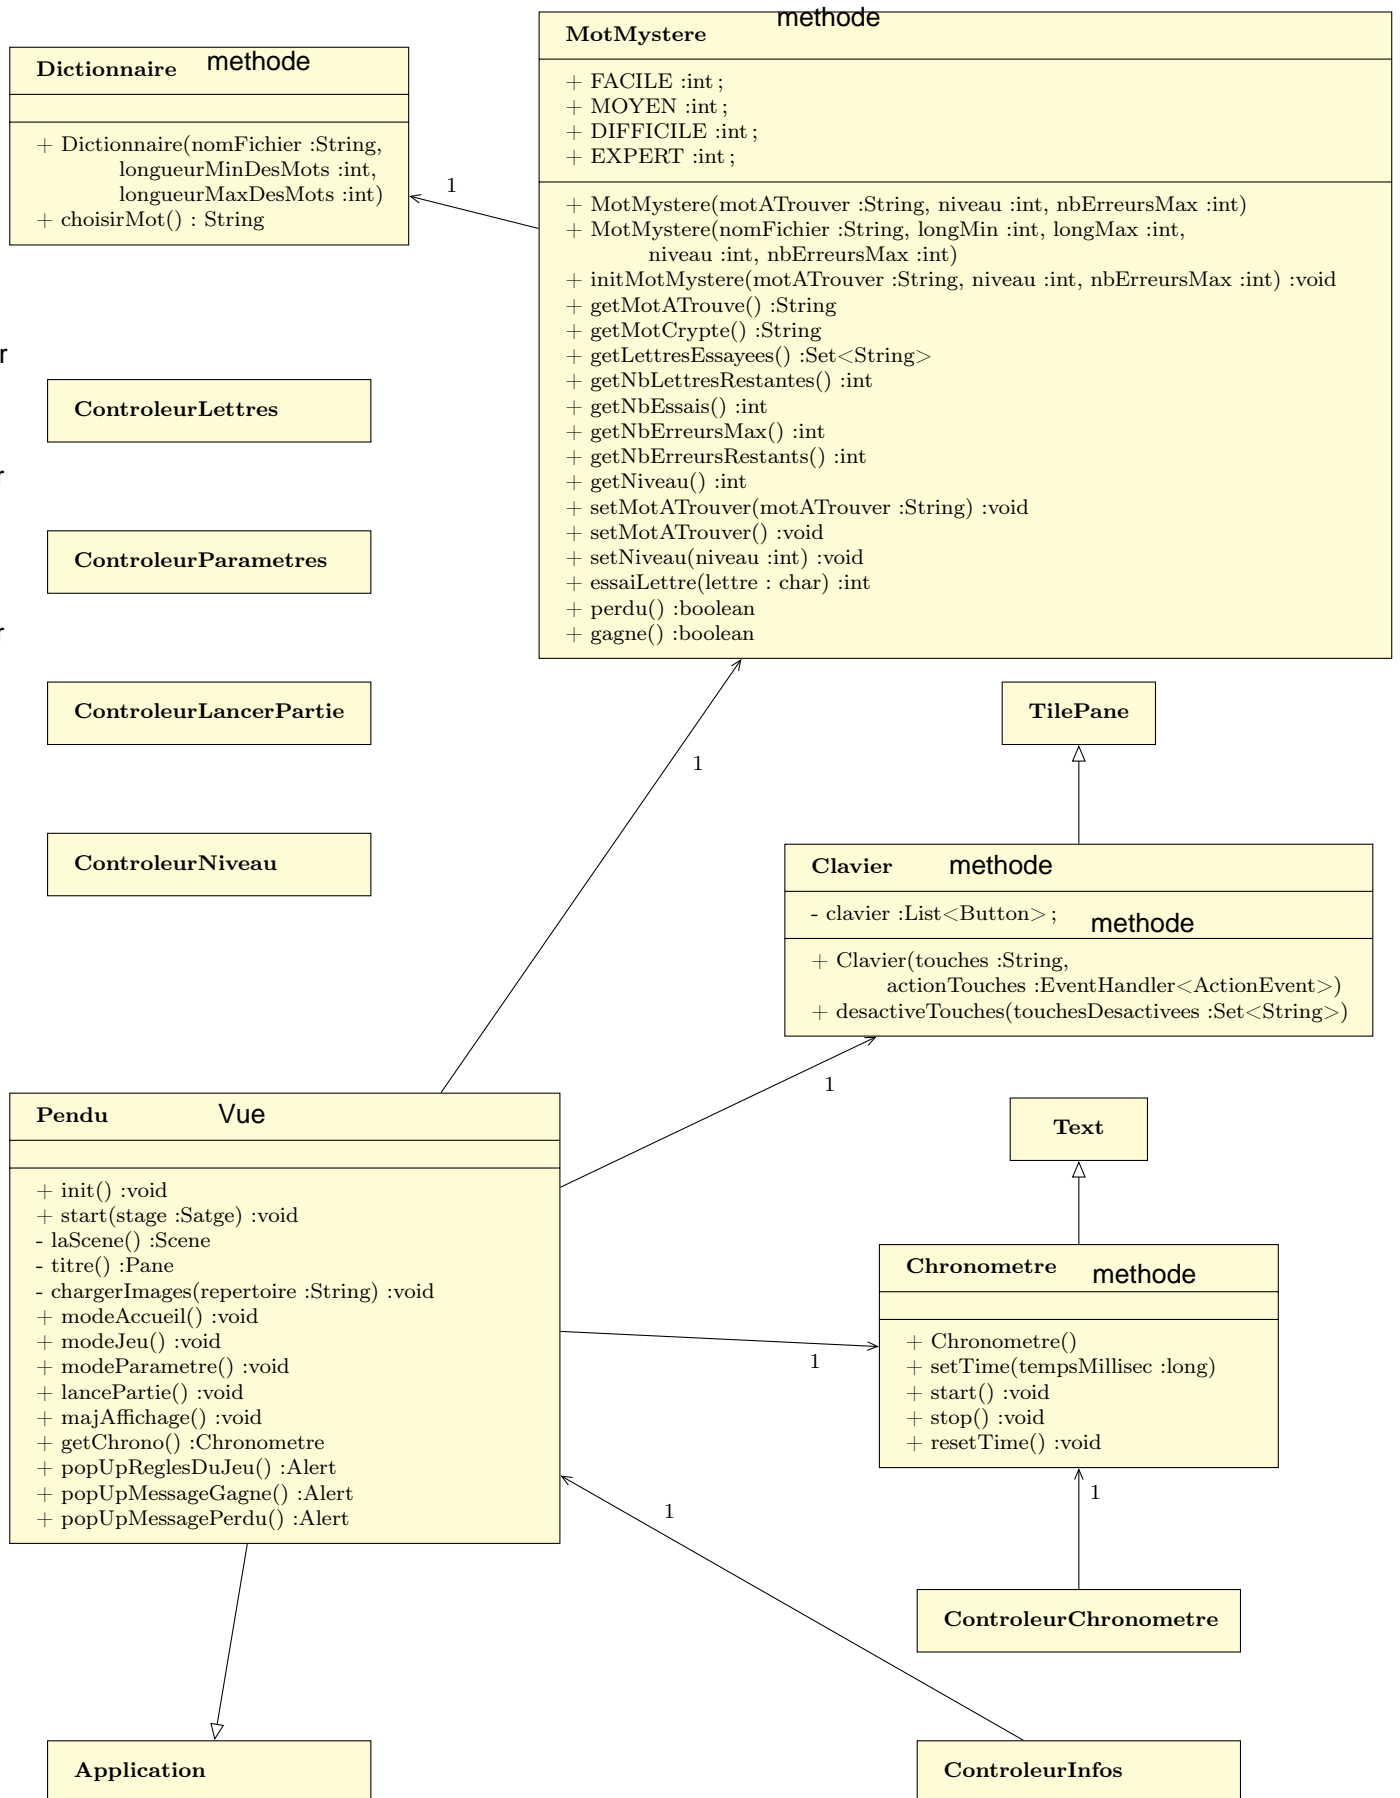 methode
MotMystere
+ FACILE :int ;
+ MOYEN :int ;
+ DIFFICILE :int ;
+ EXPERT :int ;
+ MotMystere(motATrouver :String, niveau :int, nbErreursMax :int)
+ MotMystere(nomFichier :String, longMin :int, longMax :int,
niveau :int, nbErreursMax :int)
+ initMotMystere(motATrouver :String, niveau :int, nbErreursMax :int) :void
+ getMotATrouve() :String
+ getMotCrypte() :String
+ getLettresEssayees() :Set<String>
+ getNbLettresRestantes() :int
+ getNbEssais() :int
+ getNbErreursMax() :int
+ getNbErreursRestants() :int
+ getNiveau() :int
+ setMotATrouver(motATrouver :String) :void
+ setMotATrouver() :void
+ setNiveau(niveau :int) :void
+ essaiLettre(lettre : char) :int
+ perdu() :boolean
+ gagne() :boolean
Dictionnaire methode
+ Dictionnaire(nomFichier :String,
longueurMinDesMots :int,
longueurMaxDesMots :int)
+ choisirMot() : String
1
r
ControleurLettres
r
ControleurParametres
r
ControleurLancerPartie
ControleurNiveau
1
TilePane
Clavier methode
- clavier :List<Button> ;
methode
+ Clavier(touches :String,
actionTouches :EventHandler<ActionEvent>)
+ desactiveTouches(touchesDesactivees :Set<String>)
1
Pendu Vue
+ init() :void
+ start(stage :Satge) :void
- laScene() :Scene
- titre() :Pane
- chargerImages(repertoire :String) :void
+ modeAccueil() :void
+ modeJeu() :void
+ modeParametre() :void
+ lancePartie() :void
+ majAffichage() :void
+ getChrono() :Chronometre
+ popUpReglesDuJeu() :Alert
+ popUpMessageGagne() :Alert
+ popUpMessagePerdu() :Alert
Text
Chronometre methode
+ Chronometre()
+ setTime(tempsMillisec :long)
+ start() :void
+ stop() :void
+ resetTime() :void
1
1
1
ControleurChronometre
Application
ControleurInfos